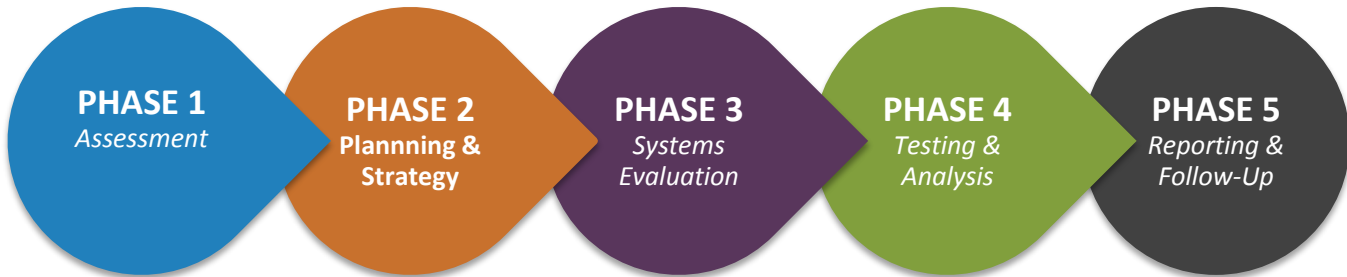 PHASE 1
Assessment
PHASE 2
Plannning &
Strategy
PHASE 3
Systems
Evaluation
PHASE 4
Testing &
Analysis
PHASE 5
Reporting &
Follow-Up